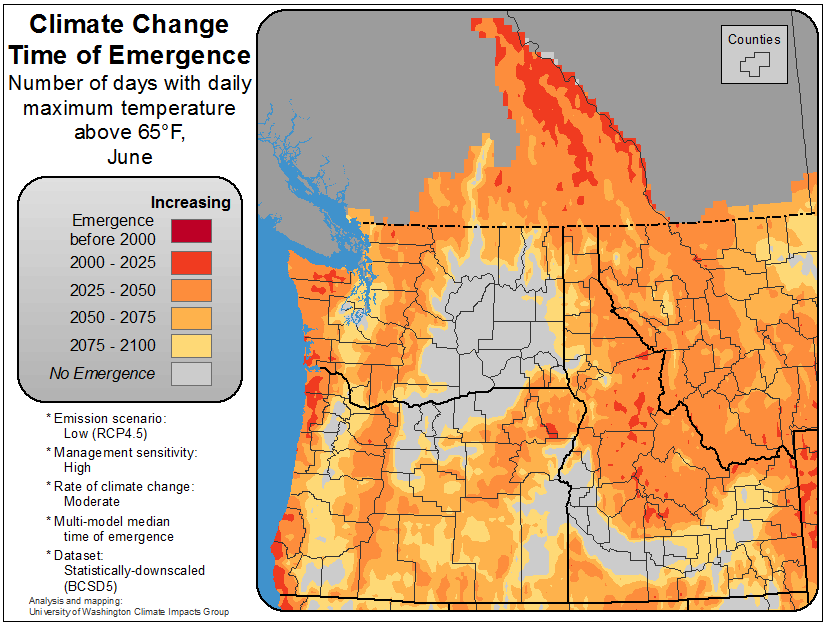 Climate Change
Time of Emergence
Number of days with daily
maximum temperature
above 65°F,
June
Increasing
Emergence
before 2000
2000 - 2025
2025 - 2050
2050 - 2075
2075 - 2100
No Emergence
* Emission scenario:
Low (RCP4.5)
* Management sensitivity:
High
* Rate of climate change:
Moderate
* Multi-model median
time of emergence
* Dataset:
Statistically-downscaled
(BCSD5)
Analysis and mapping:
University of Washington Climate Impacts Group
Counties